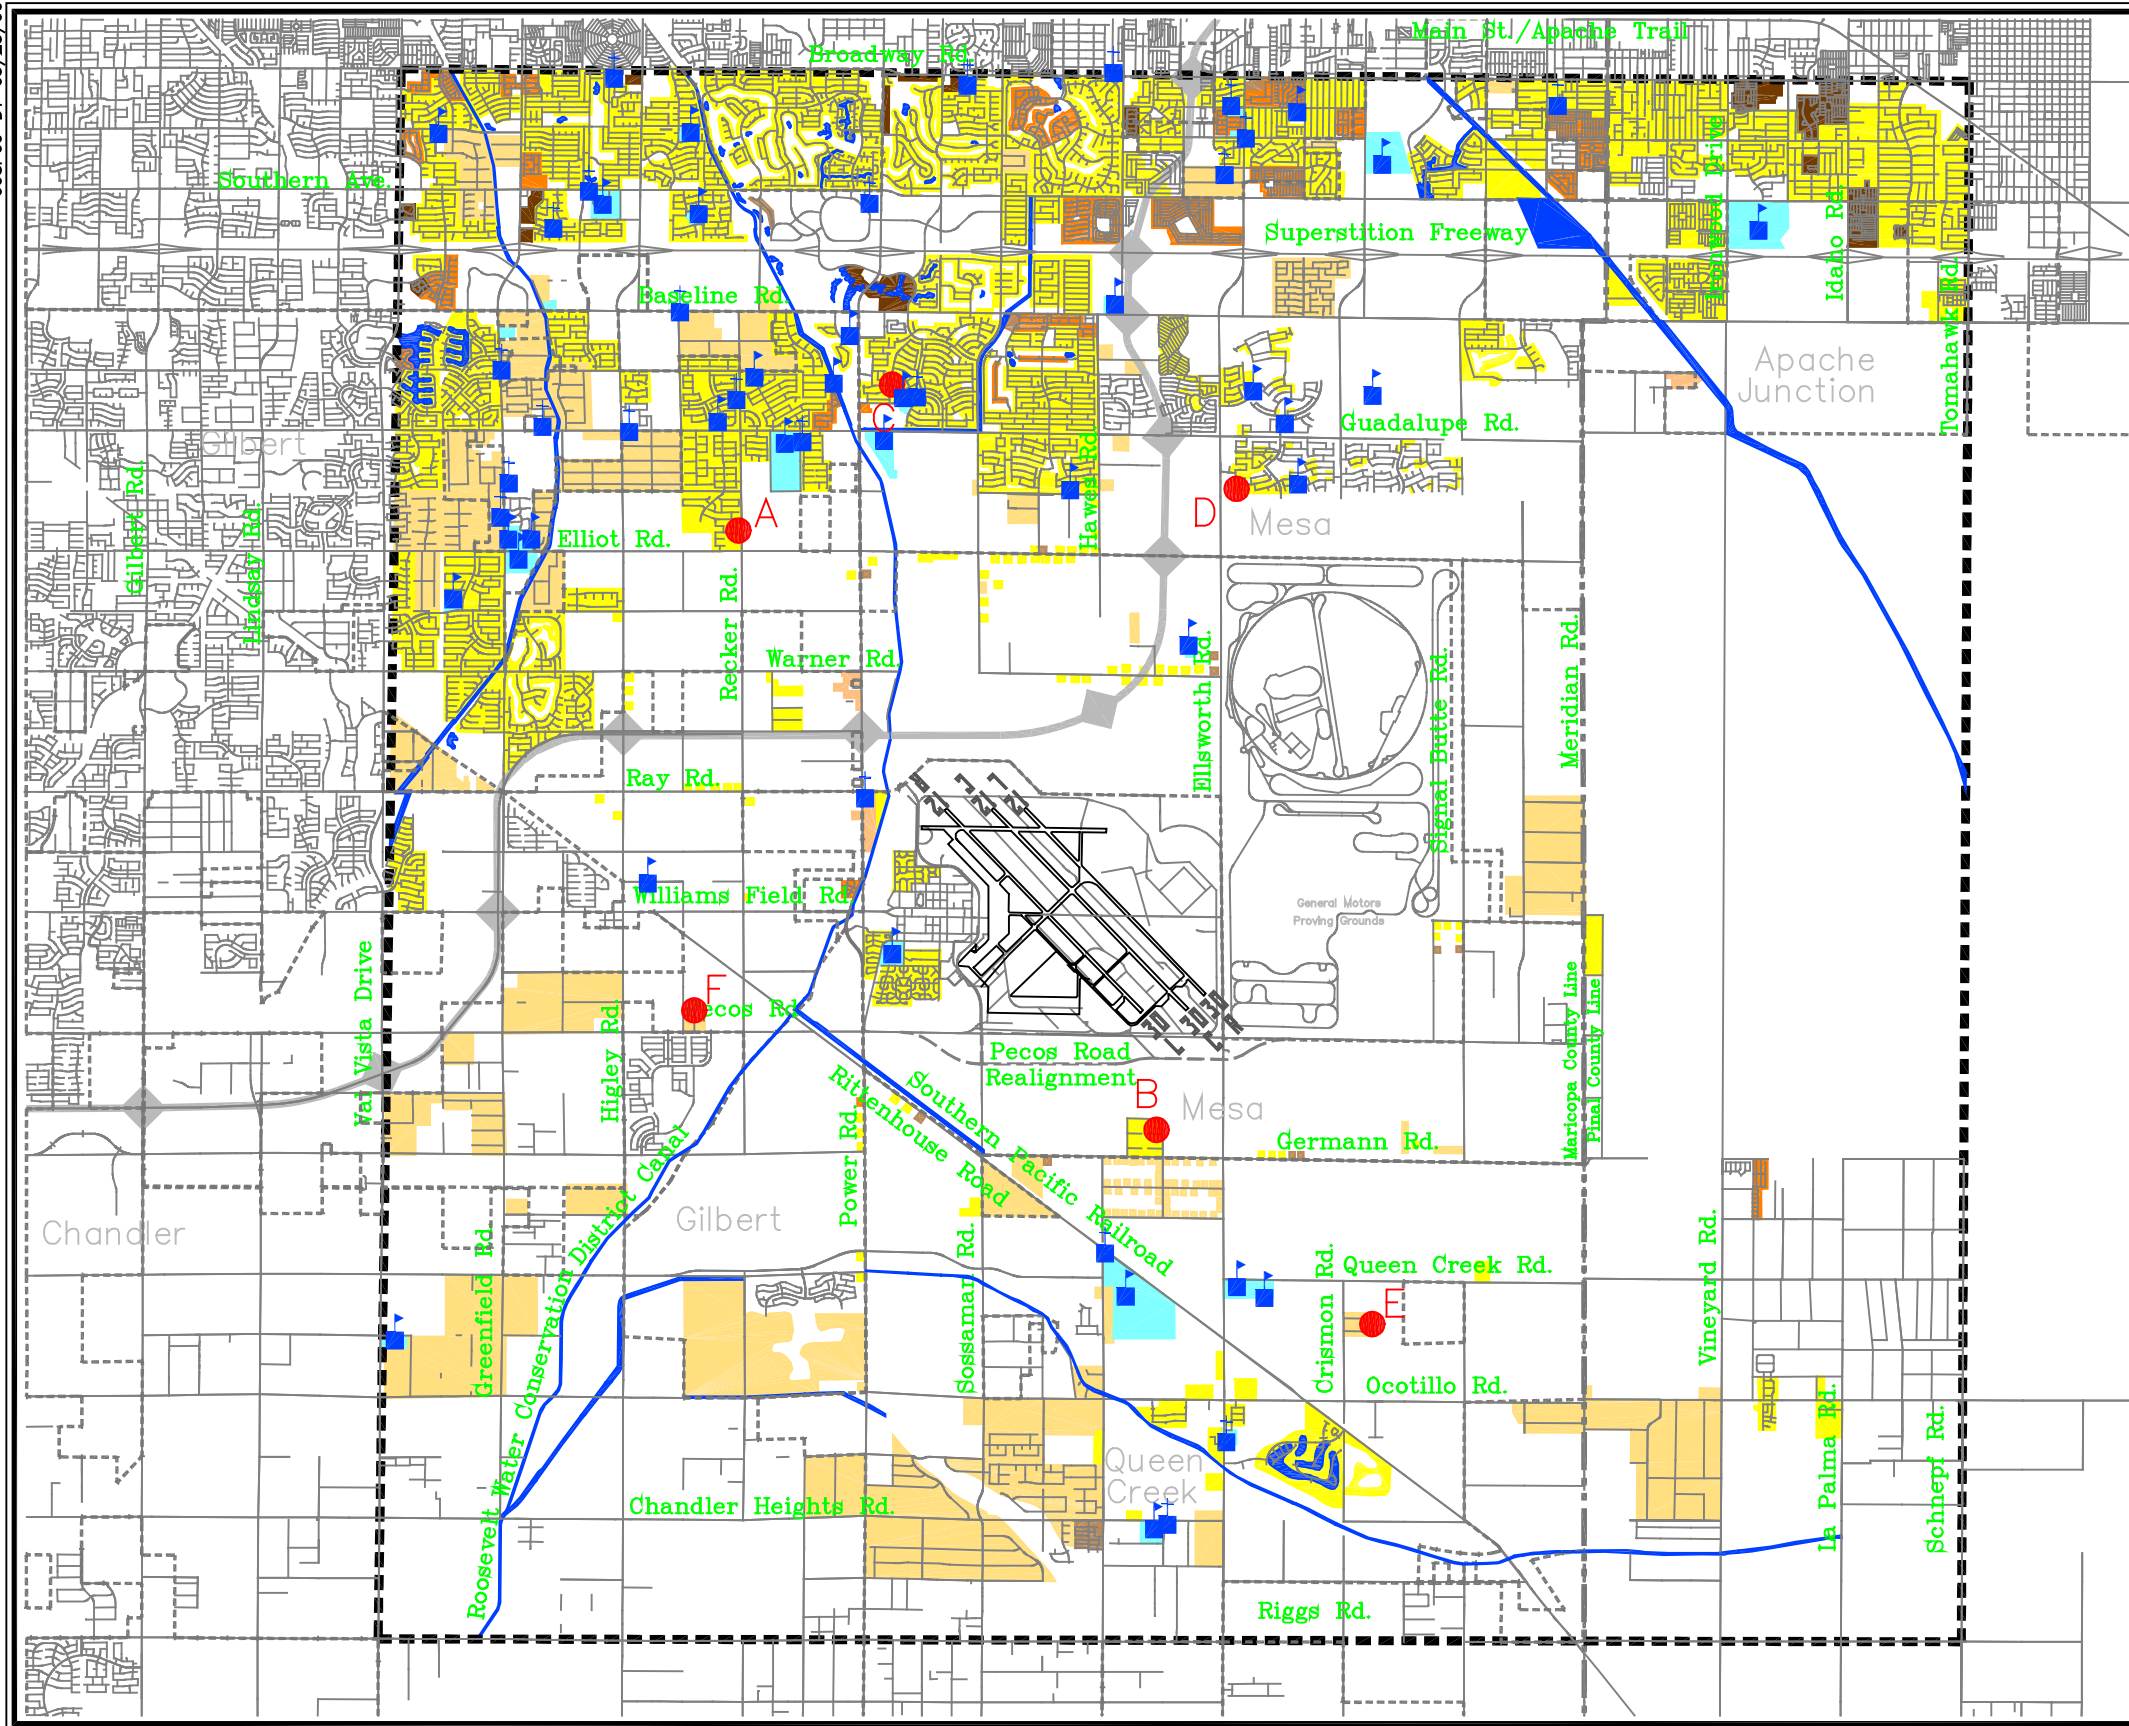 Main St./Apache Trail
Broadway Rd.
Southern Ave.
Ironwood Drive
Idaho Rd.
Superstition Freeway
Baseline Rd.
Tomahawk Rd.
Apache
Junction
C
Guadalupe Rd.
Gilbert
Gilbert Rd.
Lindsay Rd.
Hawes Rd.
A
D
Mesa
Elliot Rd.
Recker Rd.
Warner Rd.
Ellsworth Rd.
Signal Butte Rd.
Meridian Rd.
Ray Rd.
Williams Field Rd.
General Motors
Proving Grounds
Val Vista Drive
F
Pecos Rd.
Higley Rd.
Maricopa County Line
Pinal County Line
Pecos Road
Realignment
B
Mesa
Southern Pacific Railroad
Rittenhouse Road
Power Rd.
Germann Rd.
Chandler
Gilbert
Roosevelt Water Conservation District Canal
Greenfield Rd.
Sossaman Rd.
Crismon Rd.
Queen Creek Rd.
E
Vineyard Rd.
Ocotillo Rd.
La Palma Rd.
Schnepf Rd.
Queen
Creek
Chandler Heights Rd.
Riggs Rd.